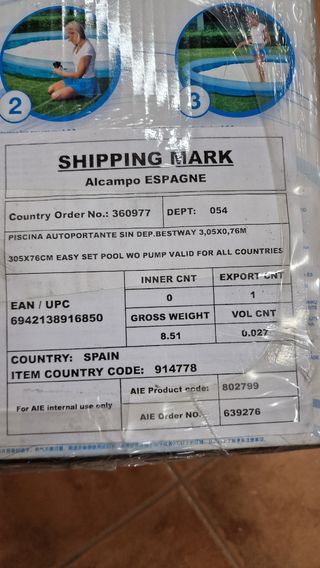 2
3
SHIPPING MARK
Alcampo ESPAGNE
Country Order No.: 360977 DEPT: 054
PISCINA AUTOPORTANTE SIN DEP.BESTWAY 3,05X0,76M
305X76CM EASY SET POOL WO PUMP VALID FOR ALL COUNTRIES
EAN / UPC
6942138916850
INNER CNT EXPORT CNT
0 1
GROSS WEIGHT VOL CNT
8.51 0.027
COUNTRY: SPAIN
ITEM COUNTRY CODE: 914778
For AIE internal use only
AIE Product code: 802799
AIE Order NO.: 639276